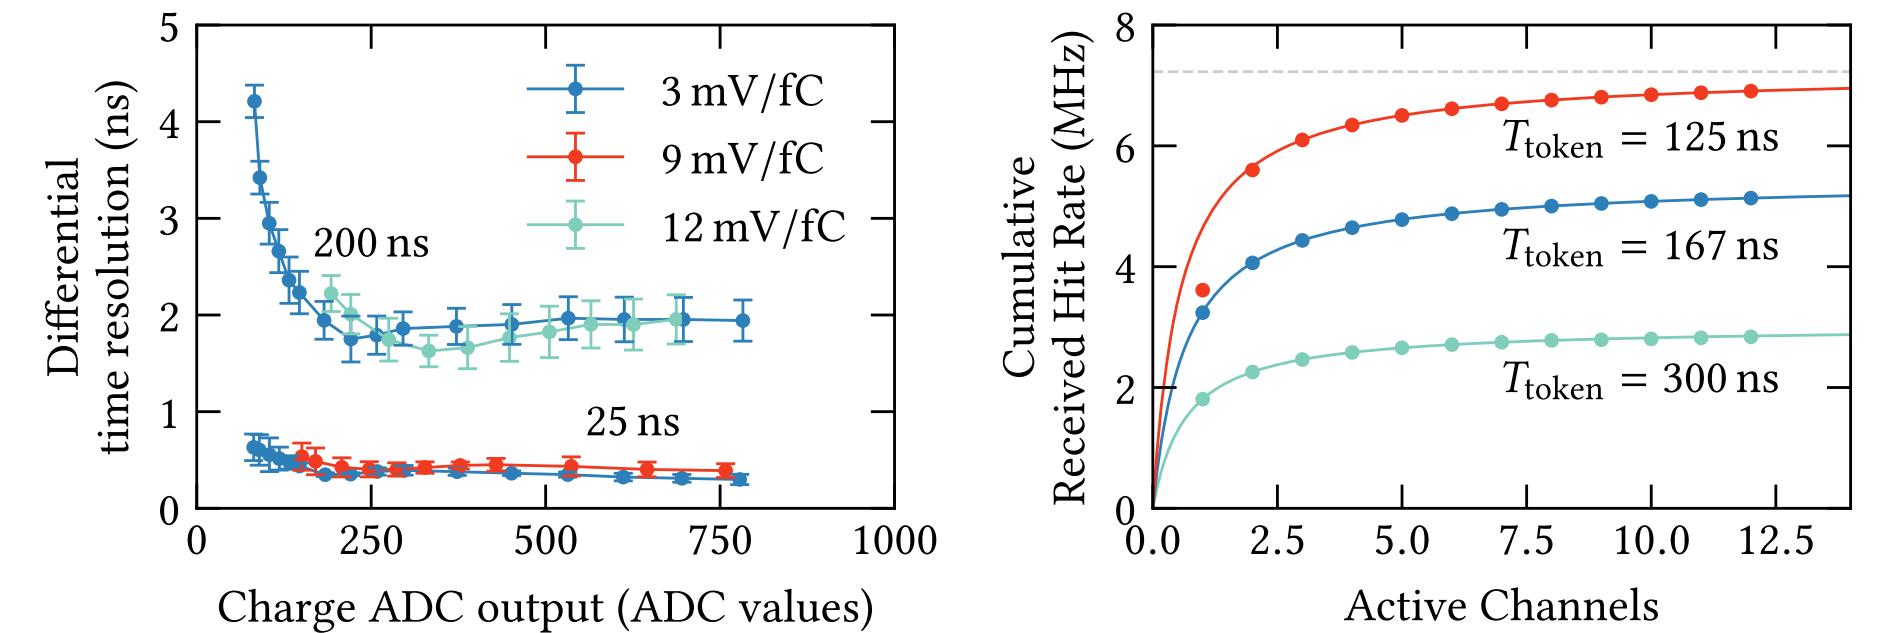 Differential
time resolution (ns)
5
4
3
2
1
0
3 mV/fC
9 mV/fC
12 mV/fC
200 ns
25 ns
0 250 500 750 1000
Charge ADC output (ADC values)
Cumulative
Received Hit Rate (MHz)
8
6
4
2
0
T_token = 125 ns
T_token = 167 ns
T_token = 300 ns
0.0 2.5 5.0 7.5 10.0 12.5
Active Channels